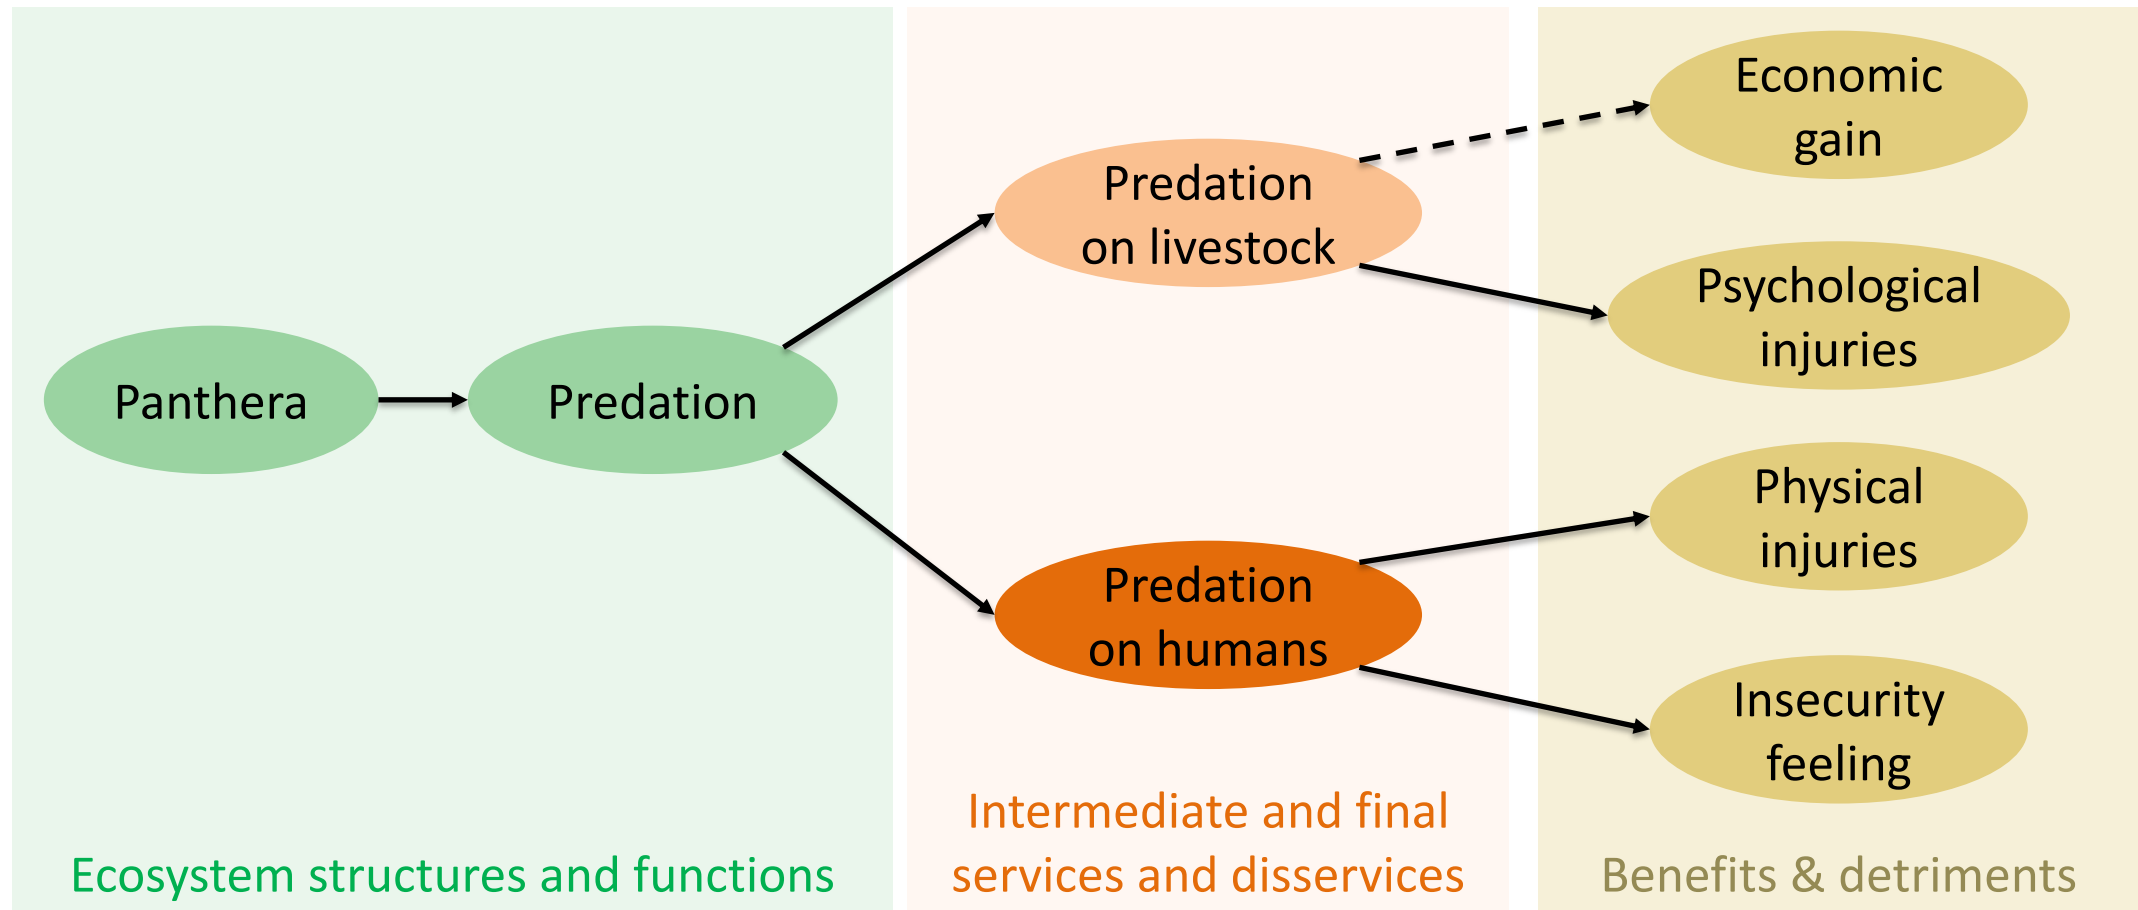 Panthera
Predation
Predation
on livestock
Predation
on humans
Economic
gain
Psychological
injuries
Physical
injuries
Insecurity
feeling
Ecosystem structures and functions
Intermediate and final
services and disservices
Benefits & detriments